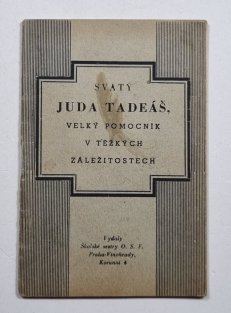 SVATÝ
JUDA TADEÁŠ,
VELKÝ POMOCNÍK
V TĚŽKÝCH
ZÁLEŽITOSTECH
Vydaly
Školské sestry O. S. F.
Praha-Vinohrady,
Korunní 4